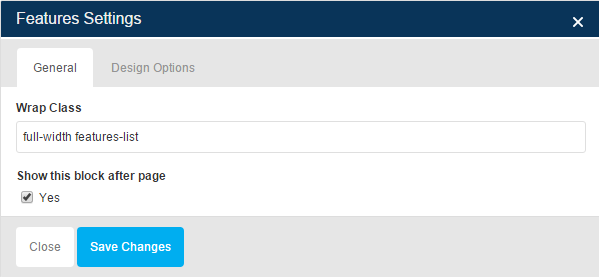 Features Settings
General Design Options
Wrap Class
full-width features-list
Show this block after page
Yes
Close Save Changes